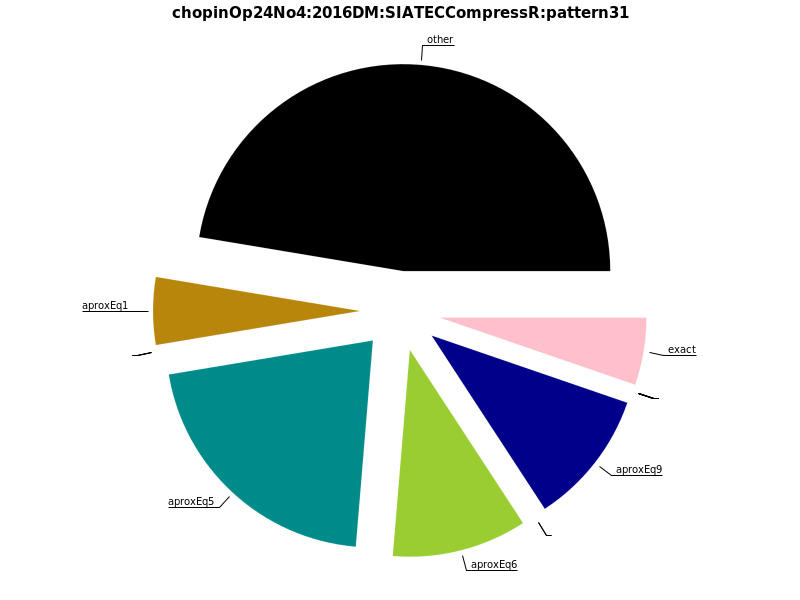 chopinOp24No4:2016DM:SIATECCompressR:pattern31
other
aproxEq1
exact
aproxEq9
aproxEq5
aproxEq6